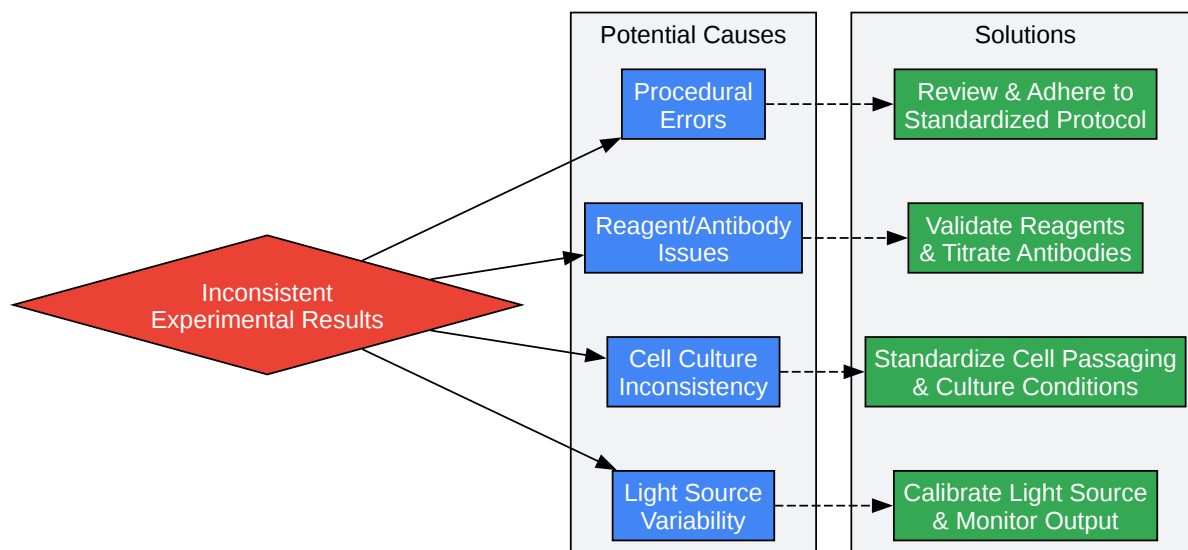 Potential Causes
Solutions
Procedural
Errors
Review & Adhere to
Standardized Protocol
Reagent/Antibody
Issues
Validate Reagents
& Titrate Antibodies
Inconsistent
Experimental Results
Cell Culture
Inconsistency
Standardize Cell Passaging
& Culture Conditions
Light Source
Variability
Calibrate Light Source
& Monitor Output